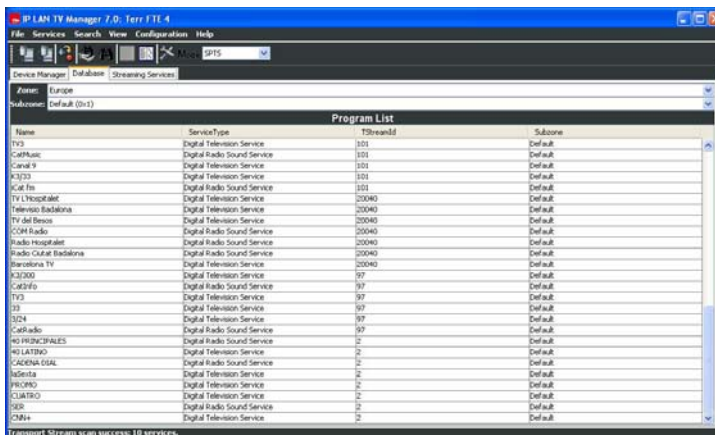 IP LAN TV Manager 7.0: Terr FTE 4
File Services Search View Configuration Help
SPTS
Device Manager Database Streaming Services
Zone: Europe
Subzone: Default (0x1)
Program List
Name ServiceType TStreamId Subzone
TV3 Digital Television Service 101 Default
CatMusic Digital Radio Sound Service 101 Default
Canal 9 Digital Television Service 101 Default
K3/33 Digital Television Service 101 Default
iCat fm Digital Radio Sound Service 101 Default
TV L'Hospitalet Digital Television Service 20040 Default
Televisio Badalona Digital Television Service 20040 Default
TV del Besos Digital Television Service 20040 Default
COM Radio Digital Radio Sound Service 20040 Default
Radio Hospitalet Digital Radio Sound Service 20040 Default
Radio Ciutat Badalona Digital Radio Sound Service 20040 Default
Barcelona TV Digital Television Service 20040 Default
K3/300 Digital Television Service 97 Default
CatInfo Digital Radio Sound Service 97 Default
TV3 Digital Television Service 97 Default
33 Digital Television Service 97 Default
3/24 Digital Television Service 97 Default
CatRadio Digital Radio Sound Service 97 Default
40 PRINCIPALES Digital Radio Sound Service 2 Default
40 LATINO Digital Television Service 2 Default
CADENA DIAL Digital Radio Sound Service 2 Default
laSexta Digital Television Service 2 Default
PROMO Digital Television Service 2 Default
CUATRO Digital Television Service 2 Default
SER Digital Radio Sound Service 2 Default
CNN+ Digital Television Service 2 Default
Transport Stream scan success: 10 services.